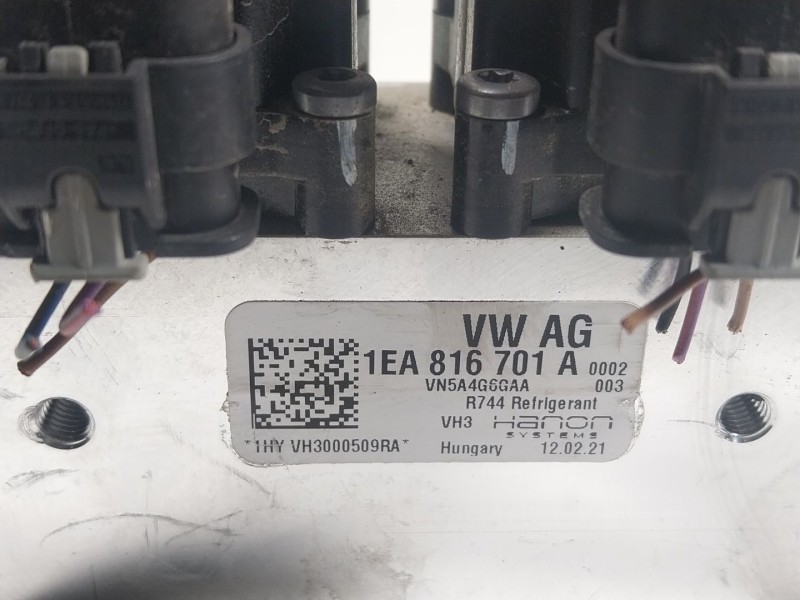 VW AG
1EA 816 701 A 0002
VN5A4G6GAA 003
R744 Refrigerant
VH3 Hanon
SYSTEMS
*1HY VH3000509RA*
Hungary 12.02.21